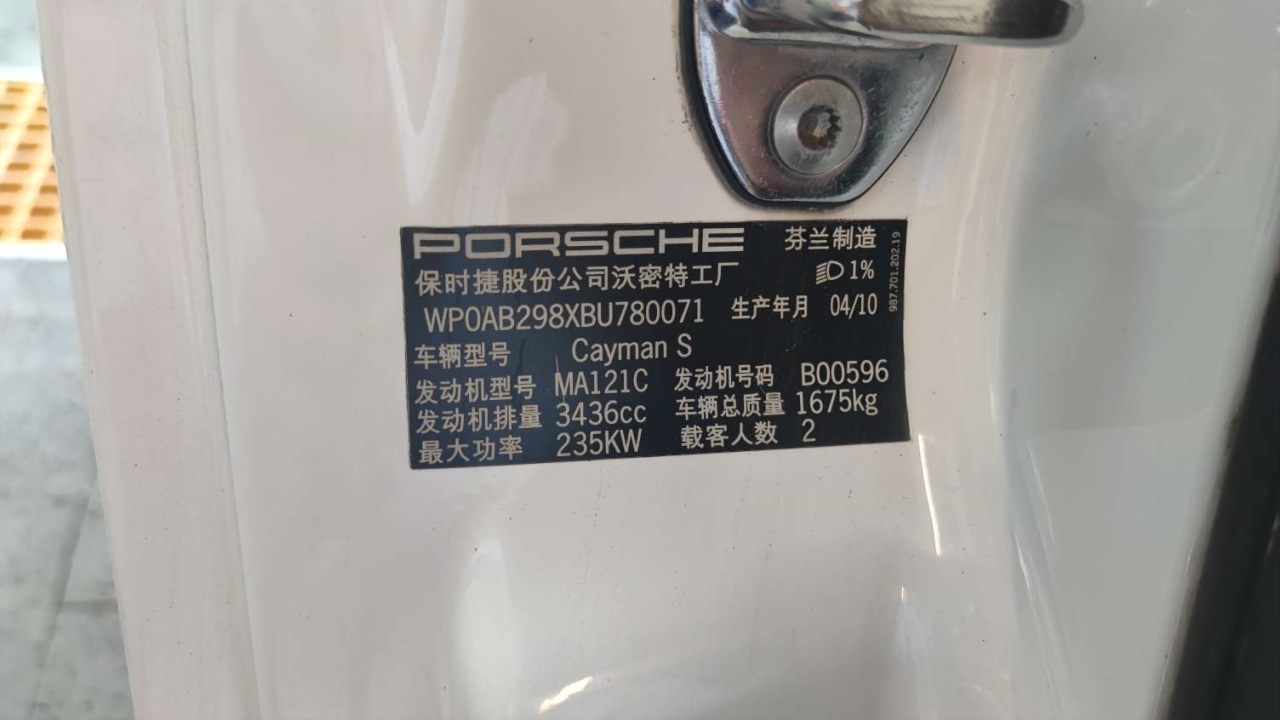 PORSCHE 芬兰制造
保时捷股份公司沃密特工厂 1%
WP0AB298XBU780071 生产年月 04/10
车辆型号 Cayman S
发动机型号 MA121C 发动机号码 B00596
发动机排量 3436cc 车辆总质量 1675kg
最大功率 235KW 载客人数 2
987.701.202.19